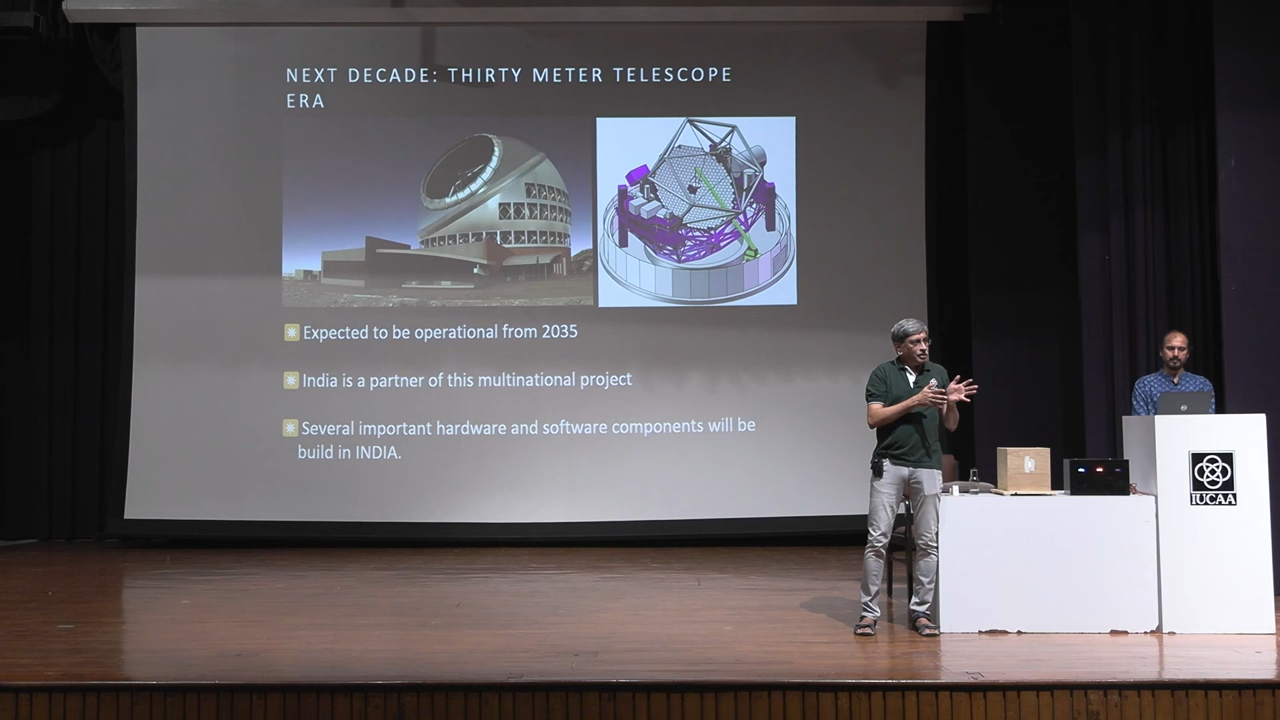 NEXT DECADE: THIRTY METER TELESCOPE
ERA
Expected to be operational from 2035
India is a partner of this multinational project
Several important hardware and software components will be
build in INDIA.
IUCAA